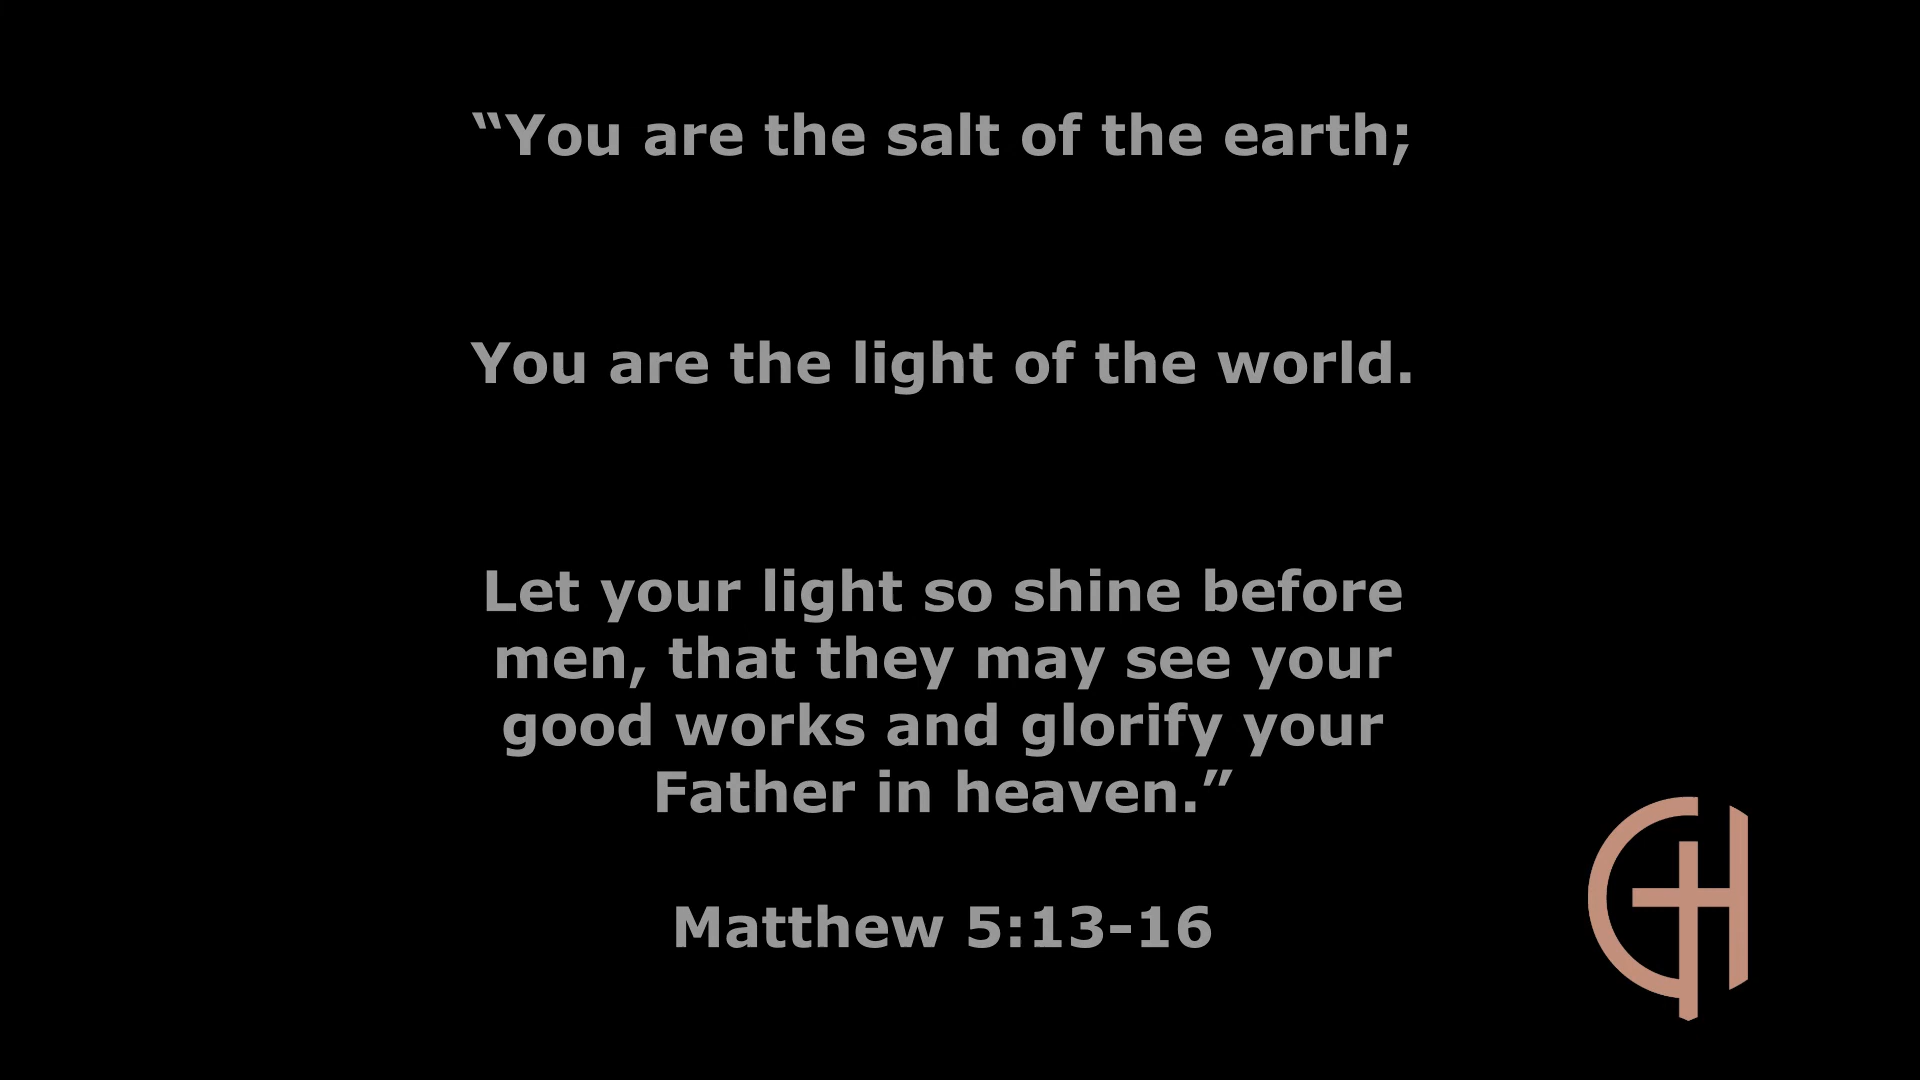 “You are the salt of the earth;
You are the light of the world.
Let your light so shine before
men, that they may see your
good works and glorify your
Father in heaven.”
Matthew 5:13-16